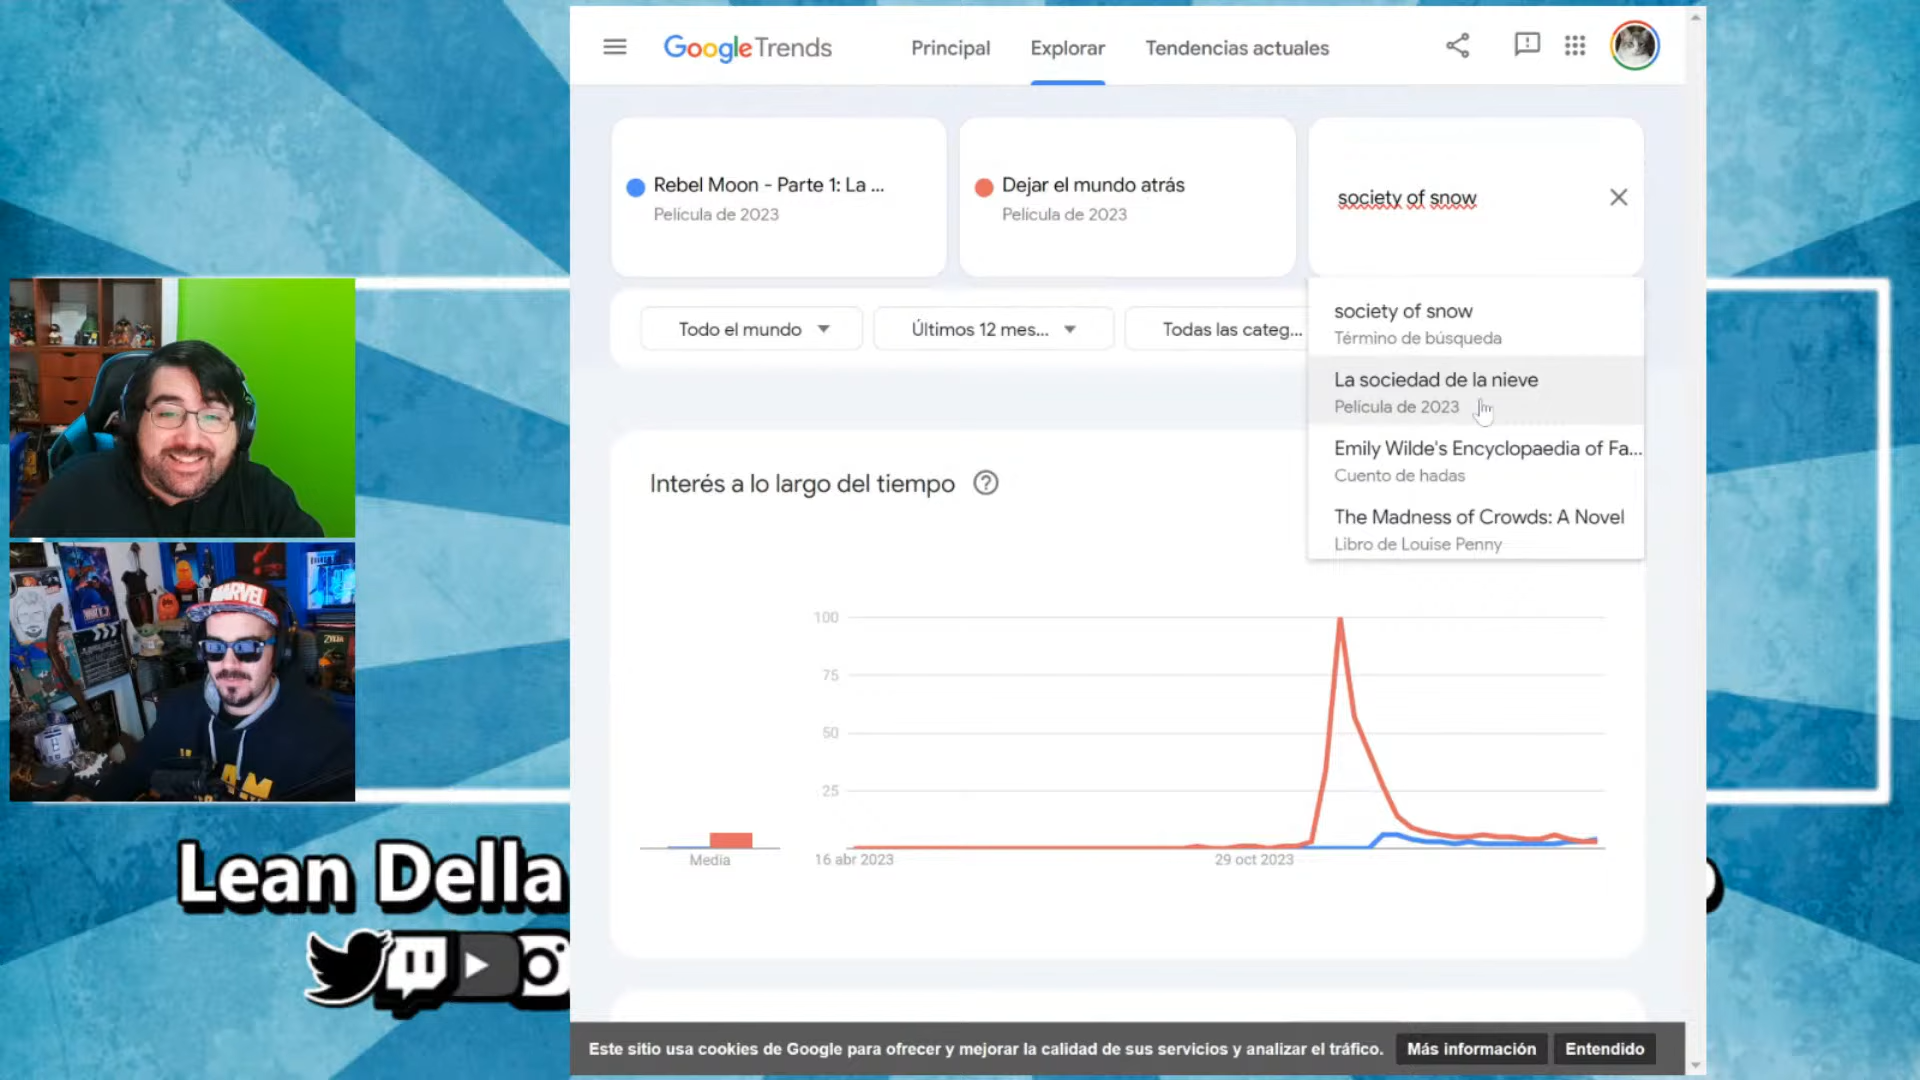 Google Trends
Principal
Explorar
Tendencias actuales
Rebel Moon - Parte 1: La ...
Película de 2023
Dejar el mundo atrás
Película de 2023
society of snow
society of snow
Término de búsqueda
La sociedad de la nieve
Película de 2023
Emily Wilde's Encyclopaedia of Fa...
Cuento de hadas
The Madness of Crowds: A Novel
Libro de Louise Penny
Todo el mundo
Últimos 12 mes...
Todas las categ...
Interés a lo largo del tiempo
100
75
50
25
Media
16 abr 2023
29 oct 2023
MARVEL
Lean Della
Este sitio usa cookies de Google para ofrecer y mejorar la calidad de sus servicios y analizar el tráfico.
Más información
Entendido